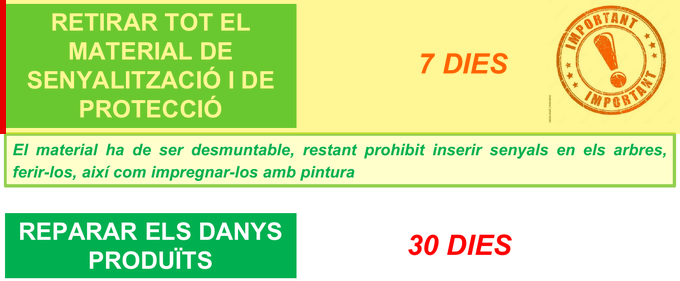 RETIRAR TOT EL
MATERIAL DE
SENYALITZACIÓ I DE
PROTECCIÓ
7 DIES
IMPORTANT
IMPORTANT
El material ha de ser desmuntable, restant prohibit inserir senyals en els arbres,
ferir-los, així com impregnar-los amb pintura
REPARAR ELS DANYS
PRODUÏTS
30 DIES